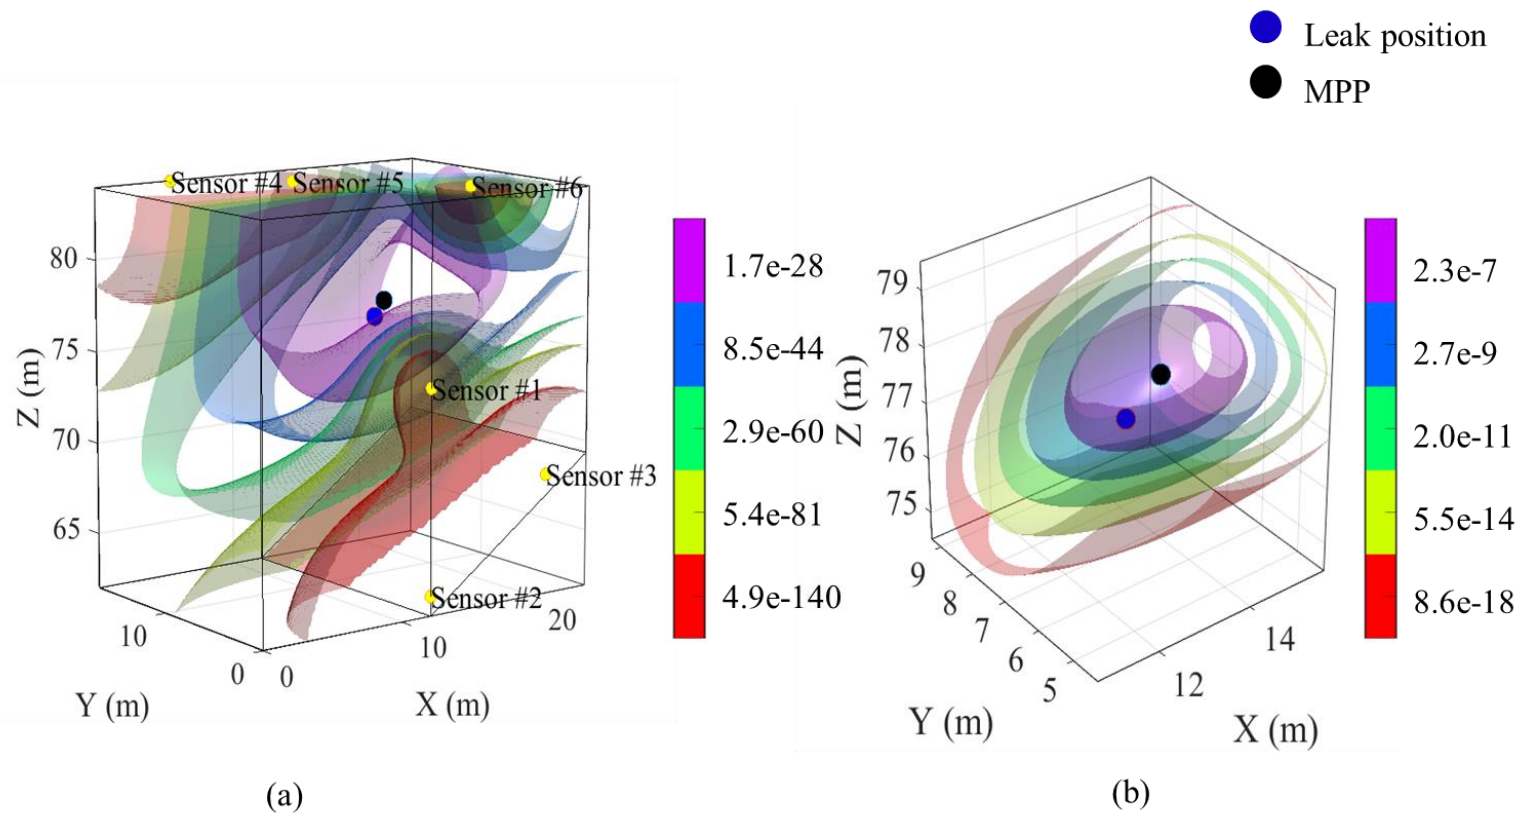 Leak position
MPP
Sensor #4
Sensor #5
Sensor #6
80
75
70
65
Z (m)
Sensor #1
Sensor #3
Sensor #2
10
0
Y (m)
0
10
20
X (m)
1.7e-28
8.5e-44
2.9e-60
5.4e-81
4.9e-140
79
78
77
76
75
Z (m)
9
8
7
6
5
Y (m)
12
14
X (m)
2.3e-7
2.7e-9
2.0e-11
5.5e-14
8.6e-18
(a)
(b)